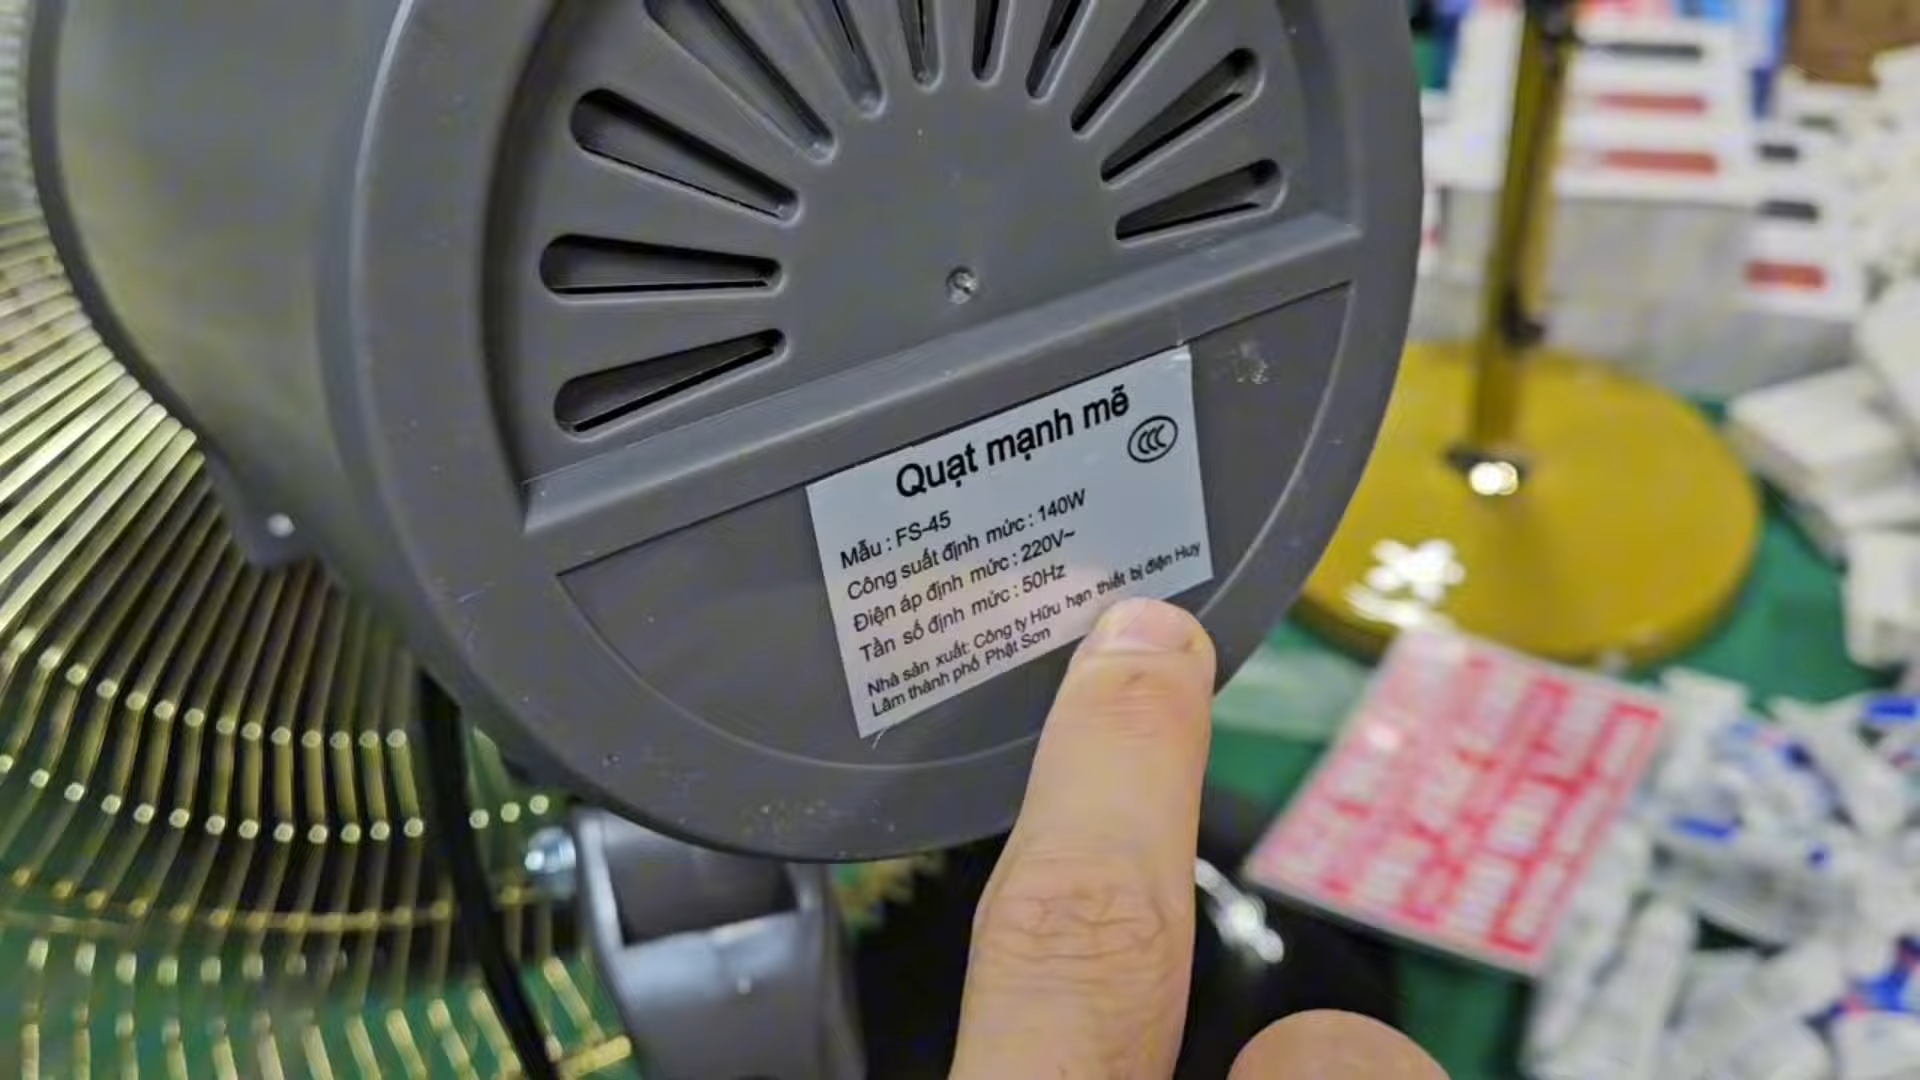 Quạt mạnh mẽ
CCC
Mẫu : FS-45
Công suất định mức : 140W
Điện áp định mức : 220V~
Tần số định mức : 50Hz
Nhà sản xuất: Công ty Hữu hạn thiết bị điện Huy
Lâm thành phố Phật Sơn